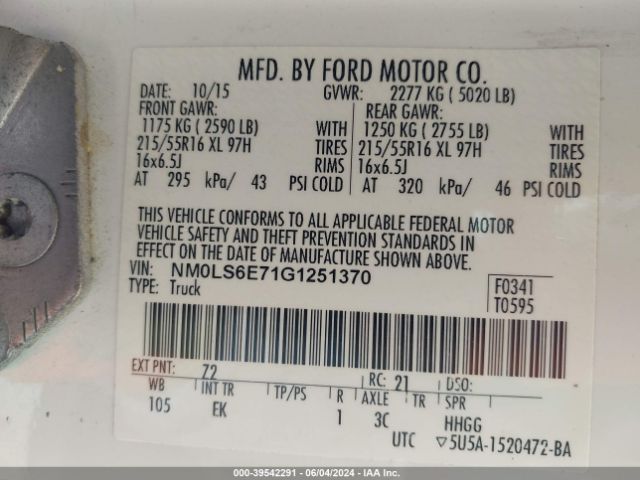 MFD. BY FORD MOTOR CO.
DATE: 10/15 GVWR: 2277 KG ( 5020 LB)
FRONT GAWR: REAR GAWR:
1175 KG ( 2590 LB) WITH 1250 KG ( 2755 LB) WITH
215/55R16 XL 97H TIRES 215/55R16 XL 97H TIRES
16x6.5J RIMS 16x6.5J RIMS
AT 295 kPa/ 43 PSI COLD AT 320 kPa/ 46 PSI COLD
THIS VEHICLE CONFORMS TO ALL APPLICABLE FEDERAL MOTOR
VEHICLE SAFETY AND THEFT PREVENTION STANDARDS IN
EFFECT ON THE DATE OF MANUFACTURE SHOWN ABOVE.
VIN: NM0LS6E71G1251370 F0341
TYPE: Truck T0595
EXT PNT: 7Z RC: 21 DSO:
WB INT TR TP/PS R AXLE TR SPR
105 EK 1 3C HHGG
UTC ▽5U5A-1520472-BA
000-39542291 - 06/04/2024 - IAA Inc.